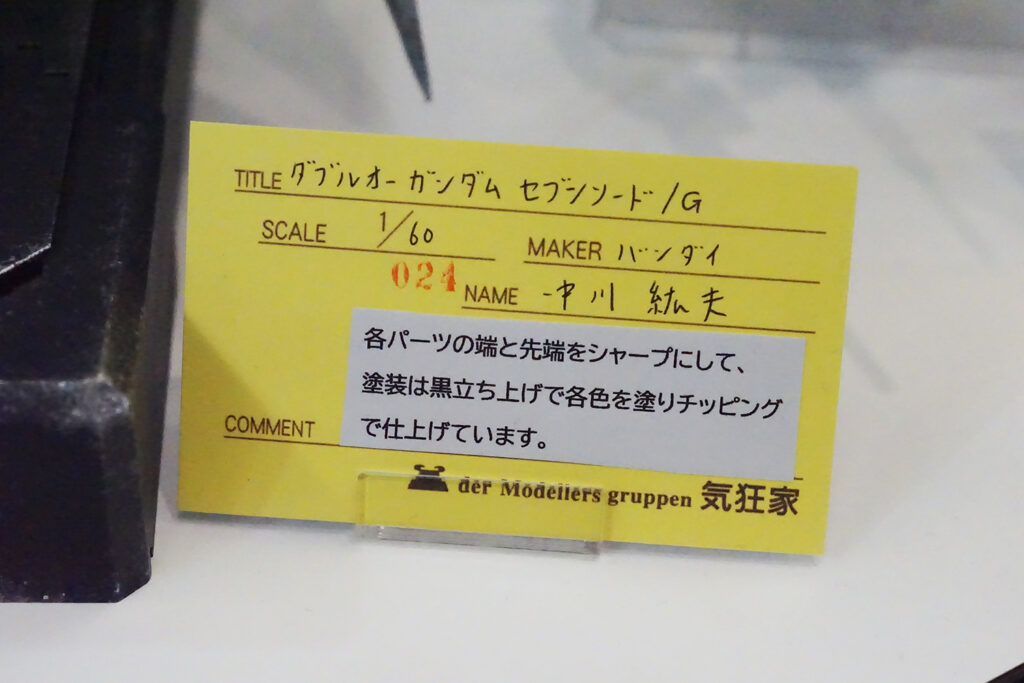 TITLE ダブルオーガンダム セブンソード/G
SCALE 1/60
MAKER バンダイ
024
NAME 中川 紘夫
各パーツの端と先端をシャープにして、
塗装は黒立ち上げで各色を塗りチッピング
で仕上げています。
COMMENT
der Modellers gruppen 気狂家